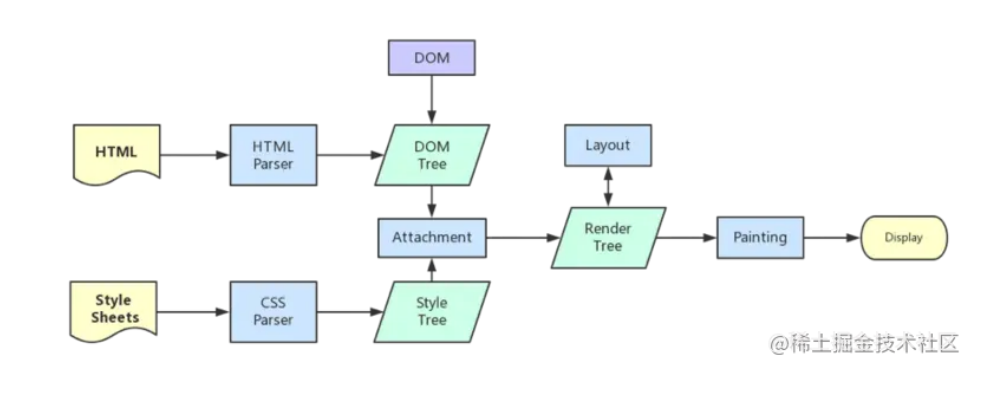 DOM
HTML
HTML
Parser
DOM
Tree
Layout
Attachment
Render
Tree
Painting
Display
Style
Sheets
CSS
Parser
Style
Tree
@稀土掘金技术社区